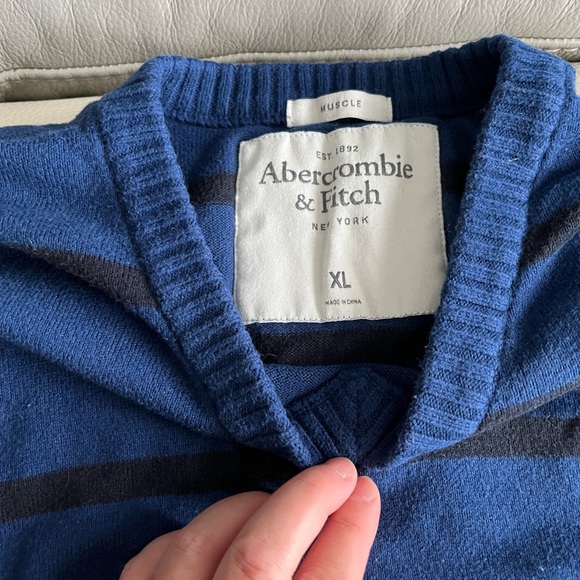 MUSCLE
EST. 1892
Abercrombie
& Fitch
NEW YORK
XL
MADE IN CHINA